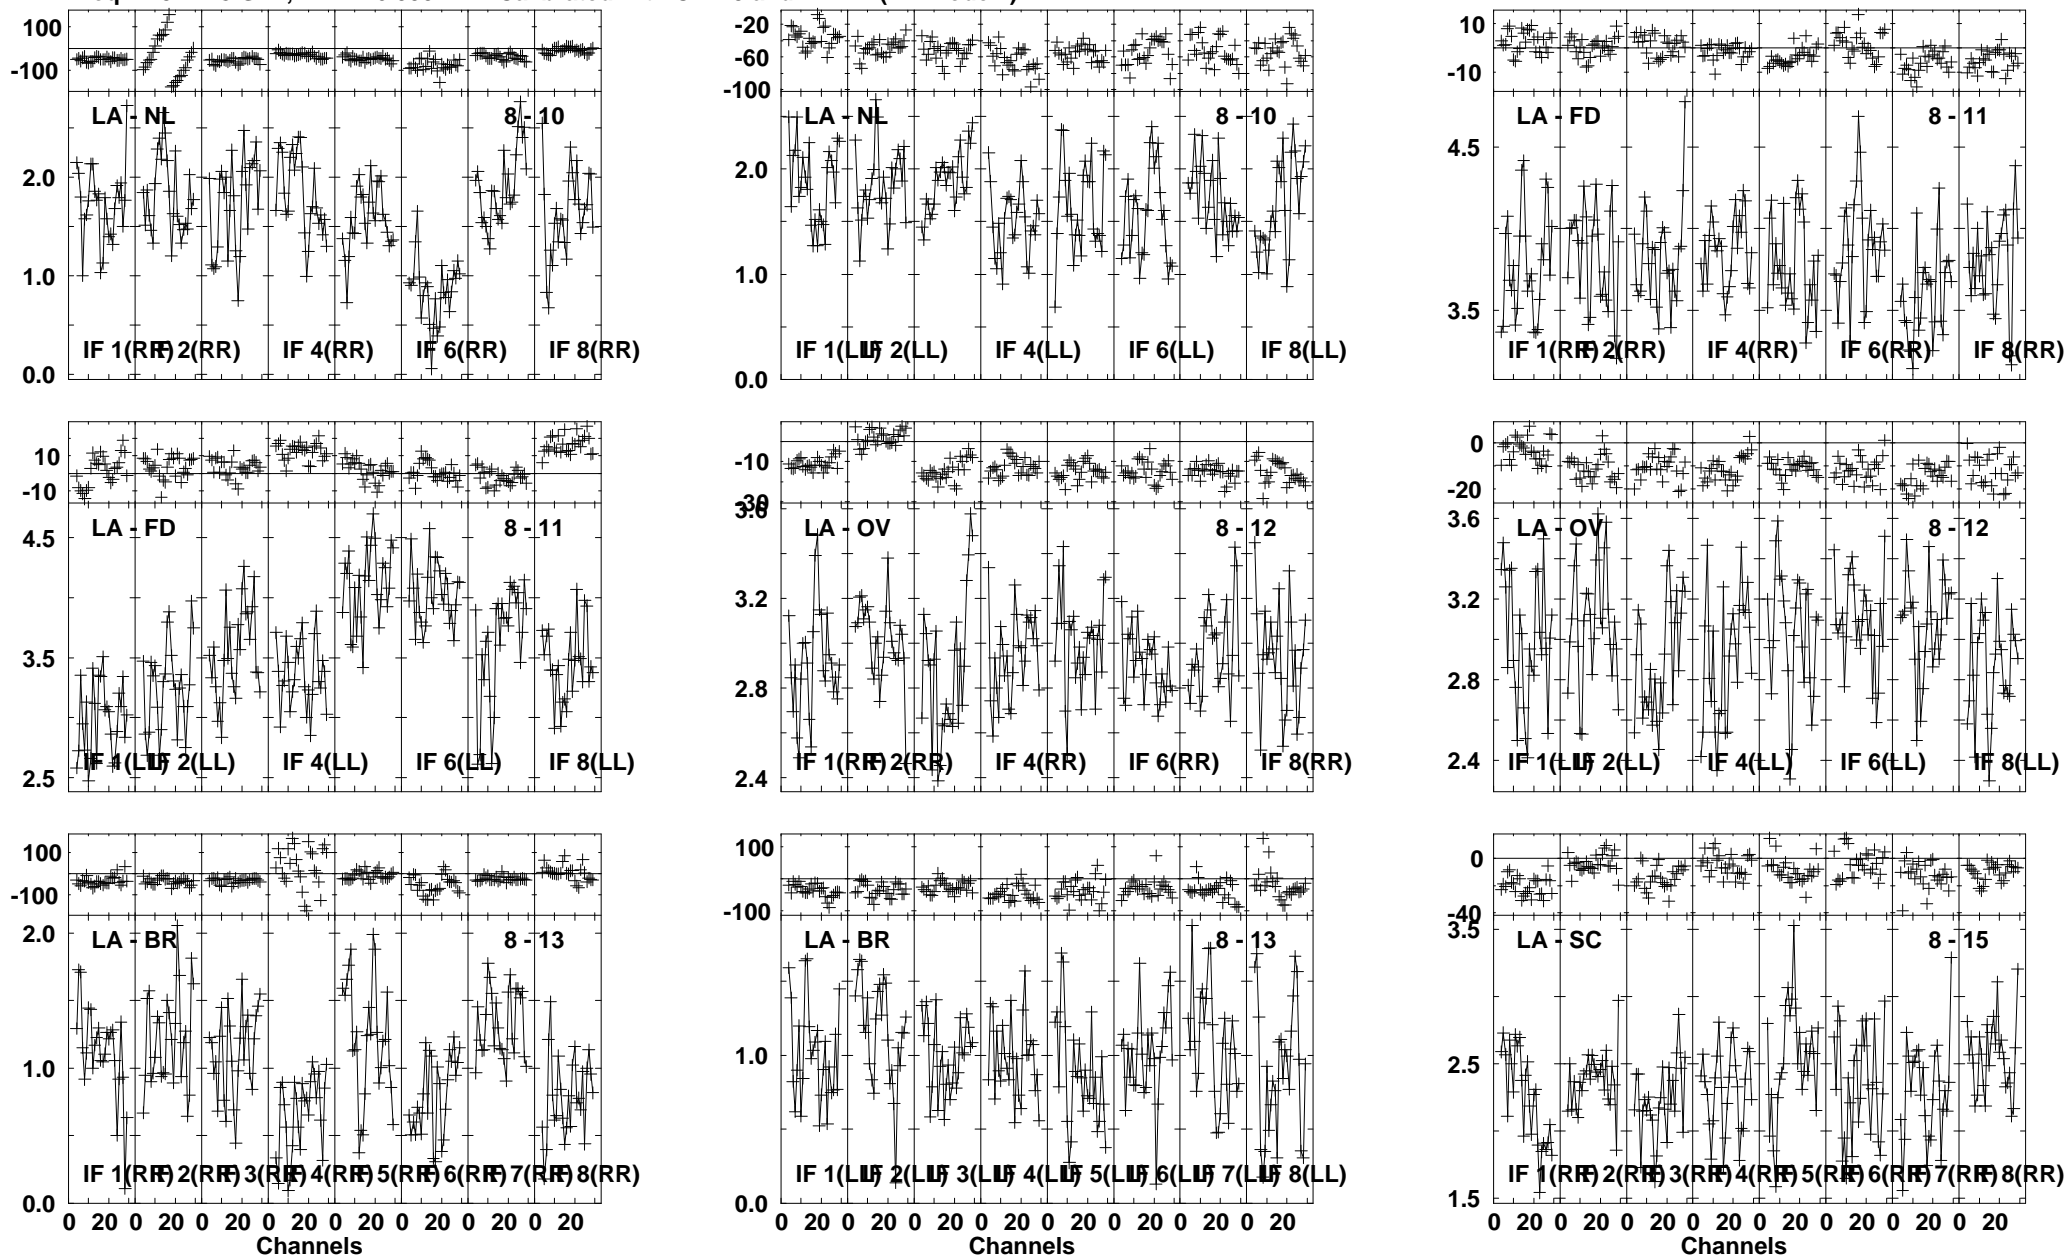 100
-100
LA - NL 8 - 10
2.0
1.0
IF 1(RR) IF 2(RR) IF 4(RR) IF 6(RR) IF 8(RR)
0.0
-20
-60
-100
LA - NL 8 - 10
2.0
1.0
IF 1(LL) IF 2(LL) IF 4(LL) IF 6(LL) IF 8(LL)
0.0
10
-10
LA - FD 8 - 11
4.5
3.5
IF 1(RR) IF 2(RR) IF 4(RR) IF 6(RR) IF 8(RR)
10
-10
LA - FD 8 - 11
4.5
3.5
IF 1(LL) IF 2(LL) IF 4(LL) IF 6(LL) IF 8(LL)
2.5
-10
-30
3.6
LA - OV 8 - 12
3.2
2.8
IF 1(RR) IF 2(RR) IF 4(RR) IF 6(RR) IF 8(RR)
2.4
0
-20
3.6
LA - OV 8 - 12
3.2
2.8
IF 1(LL) IF 2(LL) IF 4(LL) IF 6(LL) IF 8(LL)
2.4
100
-100
2.0
LA - BR 8 - 13
1.0
IF 1(RR) IF 2(RR) IF 3(RR) IF 4(RR) IF 5(RR) IF 6(RR) IF 7(RR) IF 8(RR)
0.0
0 20 0 20 0 20 0 20 0 20 0 20 0 20 0 20
Channels
100
-100
LA - BR 8 - 13
1.0
IF 1(LL) IF 2(LL) IF 3(LL) IF 4(LL) IF 5(LL) IF 6(LL) IF 7(LL) IF 8(LL)
0.0
0 20 0 20 0 20 0 20 0 20 0 20 0 20 0 20
Channels
0
-40
3.5
LA - SC 8 - 15
2.5
IF 1(RR) IF 2(RR) IF 3(RR) IF 4(RR) IF 5(RR) IF 6(RR) IF 7(RR) IF 8(RR)
1.5
0 20 0 20 0 20 0 20 0 20 0 20 0 20 0 20
Channels